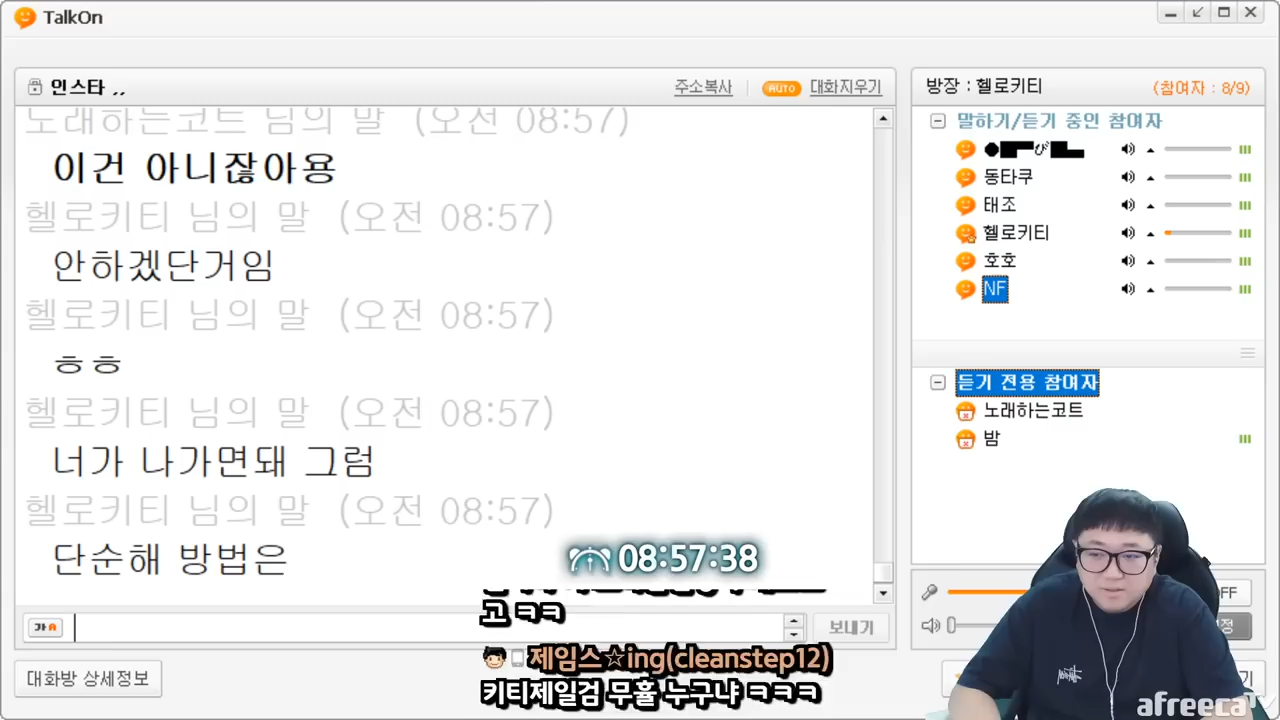 TalkOn
인스타 ,,
주소복사
AUTO
대화지우기
노래하는코트 님의 말 (오전 08:57)
이건 아니잖아용
헬로키티 님의 말 (오전 08:57)
안하겠단거임
헬로키티 님의 말 (오전 08:57)
ㅎㅎ
헬로키티 님의 말 (오전 08:57)
너가 나가면돼 그럼
헬로키티 님의 말 (오전 08:57)
단순해 방법은
가A
보내기
대화방 상세정보
방장 : 헬로키티
(참여자 : 8/9)
말하기/듣기 중인 참여자
동타쿠
태조
헬로키티
호호
NF
듣기 전용 참여자
노래하는코트
밤
08:57:38
고 ㅋㅋ
제임스☆ing(cleanstep12)
키티제일검 무휼 누구냐 ㅋㅋㅋ
afreecaTV